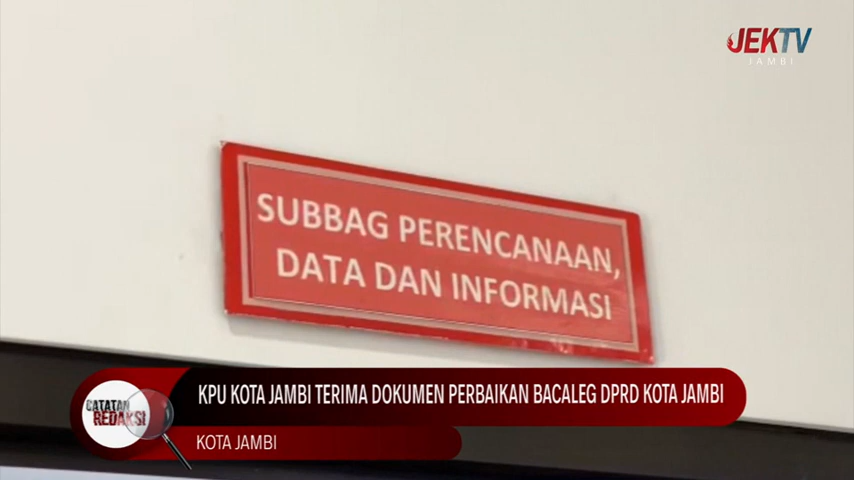 JEKTV
JAMBI
SUBBAG PERENCANAAN,
DATA DAN INFORMASI
KPU KOTA JAMBI TERIMA DOKUMEN PERBAIKAN BACALEG DPRD KOTA JAMBI
CATATAN
REDAKSI
KOTA JAMBI